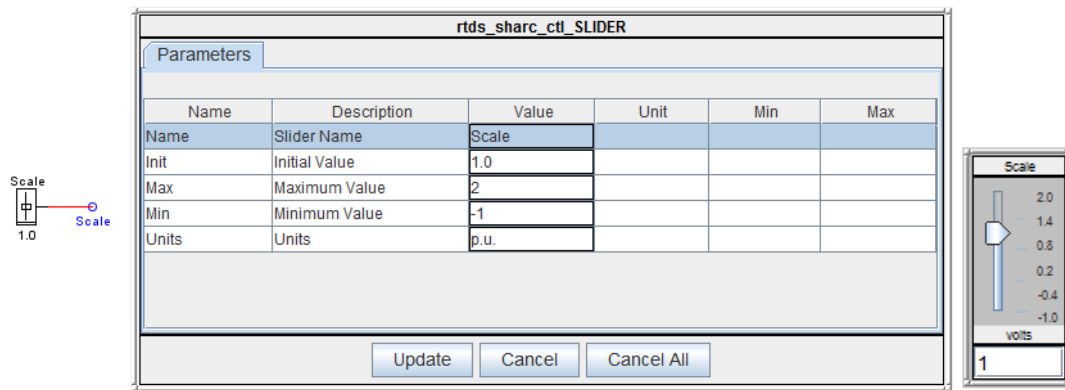 Scale
Scale
1.0
rtds_sharc_ctl_SLIDER
Parameters
Name Description Value Unit Min Max
Name Slider Name Scale
Init Initial Value 1.0
Max Maximum Value 2
Min Minimum Value -1
Units Units p.u.
Update Cancel Cancel All
Scale
2.0
1.4
0.8
0.2
-0.4
-1.0
volts
1